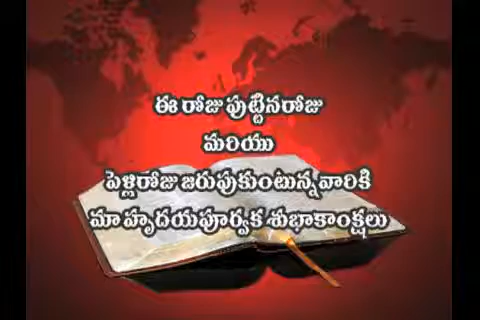 ఈ రోజు పుట్టినరోజు
మరియు
పెళ్లిరోజు జరుపుకుంటున్నవారికి
మా హృదయపూర్వక శుభాకాంక్షలు